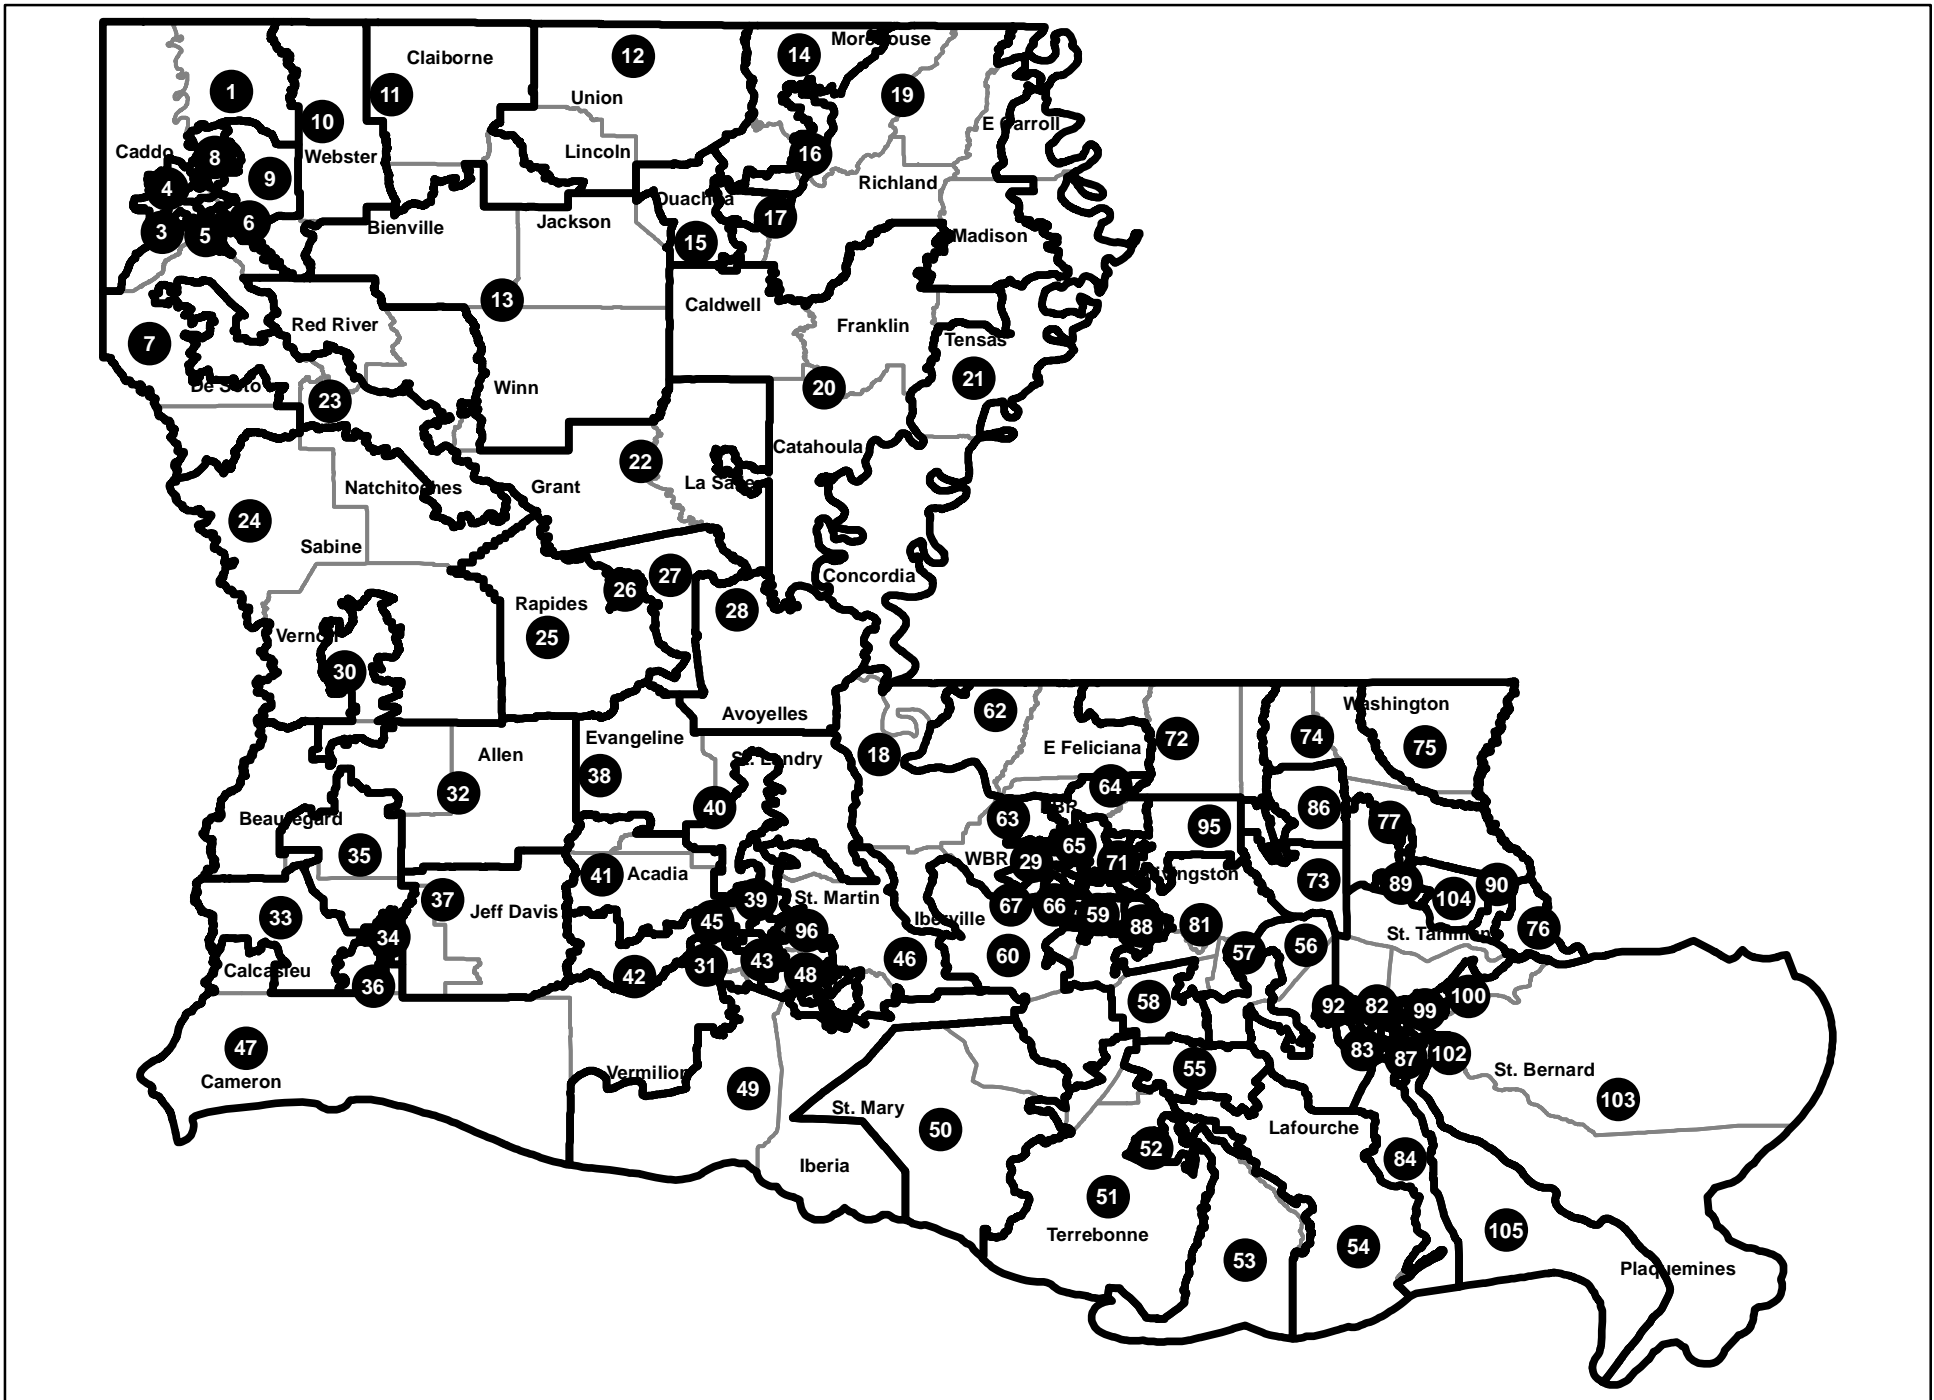 Morehouse
12
14
Claiborne
1
11
Union
19
10
E Carroll
Caddo
8
Webster
Lincoln
16
9
4
Richland
Ouachita
3
5
6
Bienville
Jackson
17
15
Madison
13
Caldwell
Red River
Franklin
7
Tensas
21
De Soto
23
Winn
20
Catahoula
22
Natchitoches
Grant
La Salle
24
Sabine
Concordia
26
27
Rapides
28
25
Vernon
30
62
Washington
Avoyelles
Evangeline
E Feliciana
72
74
75
Allen
18
St. Landry
38
32
64
40
86
63
77
Beauregard
95
35
65
WBR
29
71
41
Acadia
Livingston
73
89
90
37
39
St. Martin
104
Jeff Davis
33
45
Iberville
67
66
59
88
81
76
34
96
St. Tammany
Calcasieu
42
31
43
48
46
60
57
56
36
58
92
82
99
100
47
83
87
102
Cameron
Vermilion
49
55
St. Bernard
103
St. Mary
50
Lafourche
52
84
Iberia
51
Terrebonne
53
54
105
Plaquemines